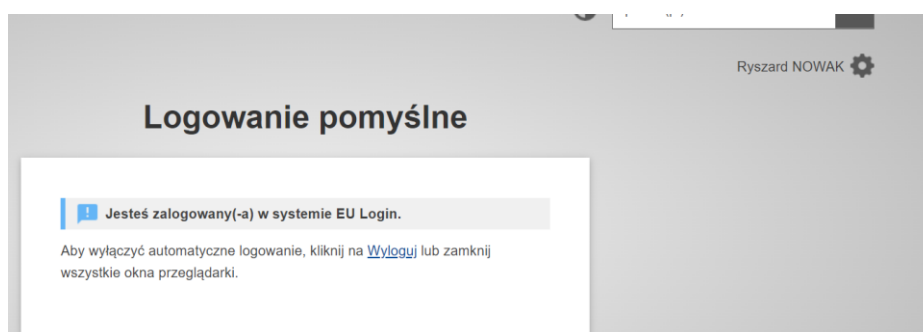 Ryszard NOWAK
Logowanie pomyślne
Jesteś zalogowany(-a) w systemie EU Login.
Aby wyłączyć automatyczne logowanie, kliknij na Wyloguj lub zamknij
wszystkie okna przeglądarki.